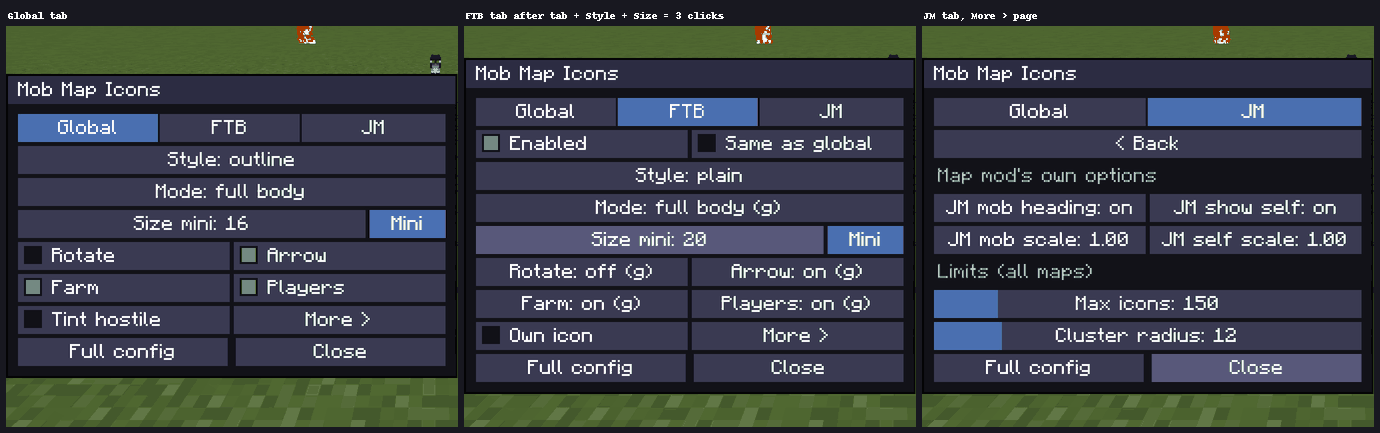 Global tab
Mob Map Icons
Global FTB JM
Style: outline
Mode: full body
Size mini: 16 Mini
Rotate Arrow
Farm Players
Tint hostile More >
Full config Close
FTB tab after tab + Style + Size = 3 clicks
Mob Map Icons
Global FTB JM
Enabled Same as global
Style: plain
Mode: full body (g)
Size mini: 20 Mini
Rotate: off (g) Arrow: on (g)
Farm: on (g) Players: on (g)
Own icon More >
Full config Close
JM tab, More > page
Mob Map Icons
Global JM
< Back
Map mod's own options
JM mob heading: on JM show self: on
JM mob scale: 1.00 JM self scale: 1.00
Limits (all maps)
Max icons: 150
Cluster radius: 12
Full config Close